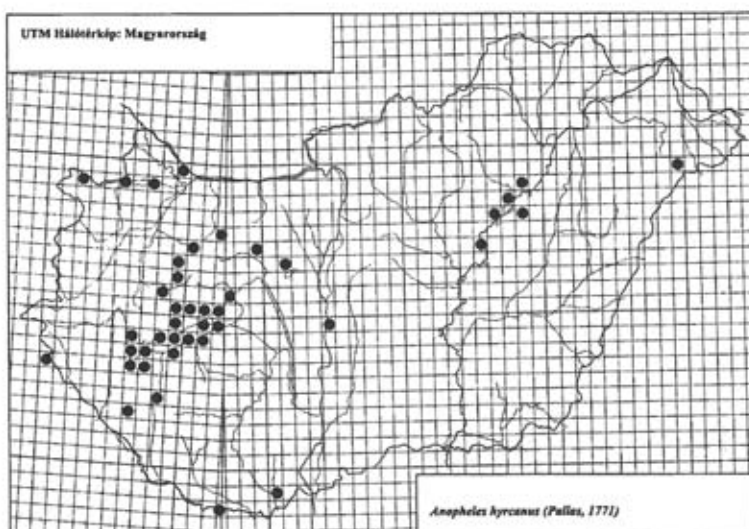 UTM Hálótérkép: Magyarország
Anopheles hyrcanus (Pallas, 1771)